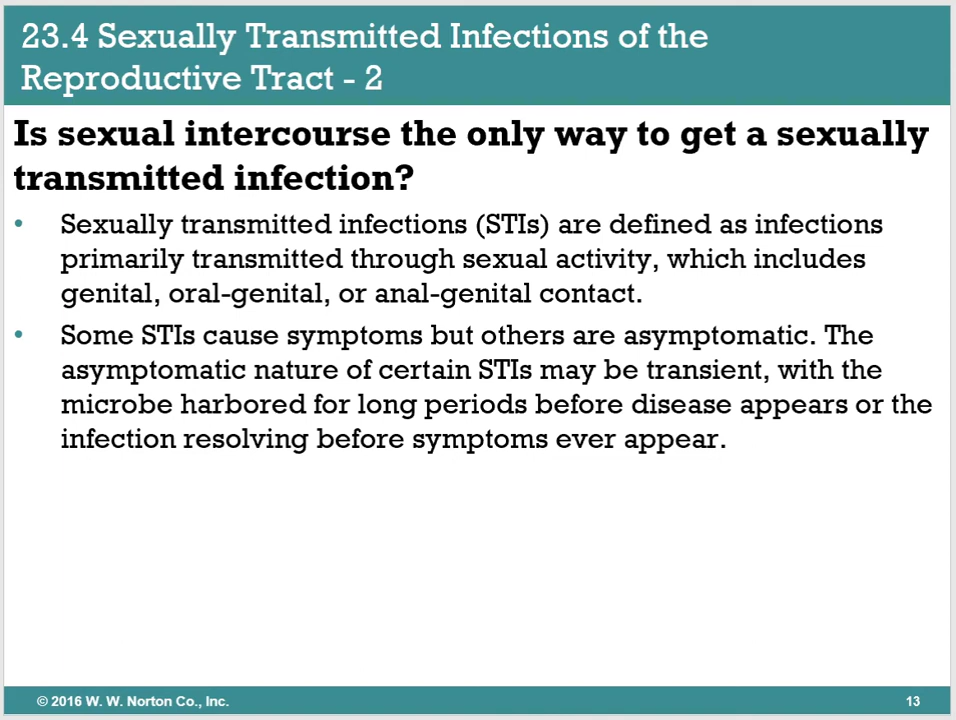 23.4 Sexually Transmitted Infections of the
Reproductive Tract - 2
Is sexual intercourse the only way to get a sexually
transmitted infection?
• Sexually transmitted infections (STIs) are defined as infections
primarily transmitted through sexual activity, which includes
genital, oral-genital, or anal-genital contact.
• Some STIs cause symptoms but others are asymptomatic. The
asymptomatic nature of certain STIs may be transient, with the
microbe harbored for long periods before disease appears or the
infection resolving before symptoms ever appear.
© 2016 W. W. Norton Co., Inc.
13